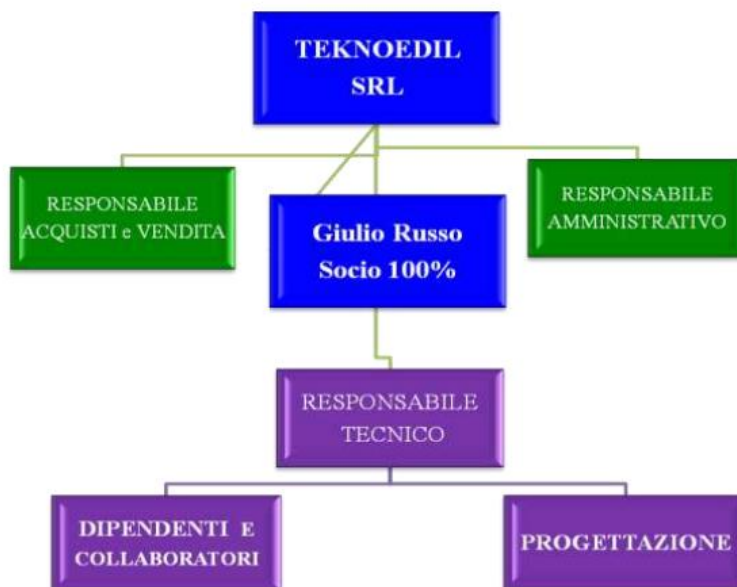 TEKNOEDIL
SRL
RESPONSABILE
ACQUISTI e VENDITA
Giulio Russo
Socio 100%
RESPONSABILE
AMMINISTRATIVO
RESPONSABILE
TECNICO
DIPENDENTI E
COLLABORATORI
PROGETTAZIONE